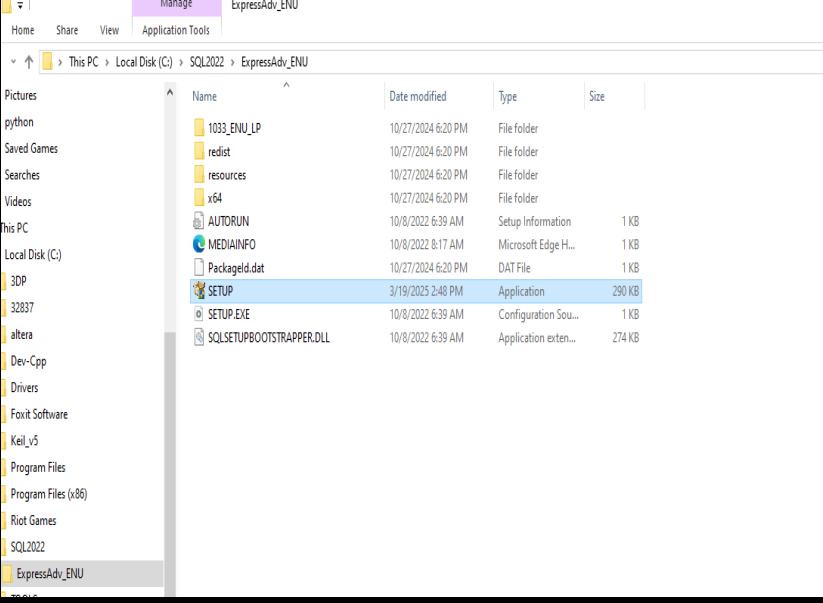 Manage ExpressAdv_ENU
Home Share View Application Tools
This PC Local Disk (C:) SQL2022 ExpressAdv_ENU
Pictures
python
Saved Games
Searches
Videos
This PC
Local Disk (C:)
3DP
32837
altera
Dev-Cpp
Drivers
Foxit Software
Keil_v5
Program Files
Program Files (x86)
Riot Games
SQL2022
ExpressAdv_ENU
Name Date modified Type Size
1033_ENU_LP 10/27/2024 6:20 PM File folder
redist 10/27/2024 6:20 PM File folder
resources 10/27/2024 6:20 PM File folder
x64 10/27/2024 6:20 PM File folder
AUTORUN 10/8/2022 6:39 AM Setup Information 1 KB
MEDIAINFO 10/8/2022 8:17 AM Microsoft Edge H... 1 KB
PackageId.dat 10/27/2024 6:20 PM DAT File 1 KB
SETUP 3/19/2025 2:48 PM Application 290 KB
SETUP.EXE 10/8/2022 6:39 AM Configuration Sou... 1 KB
SQLSETUPBOOTSTRAPPER.DLL 10/8/2022 6:39 AM Application exten... 274 KB